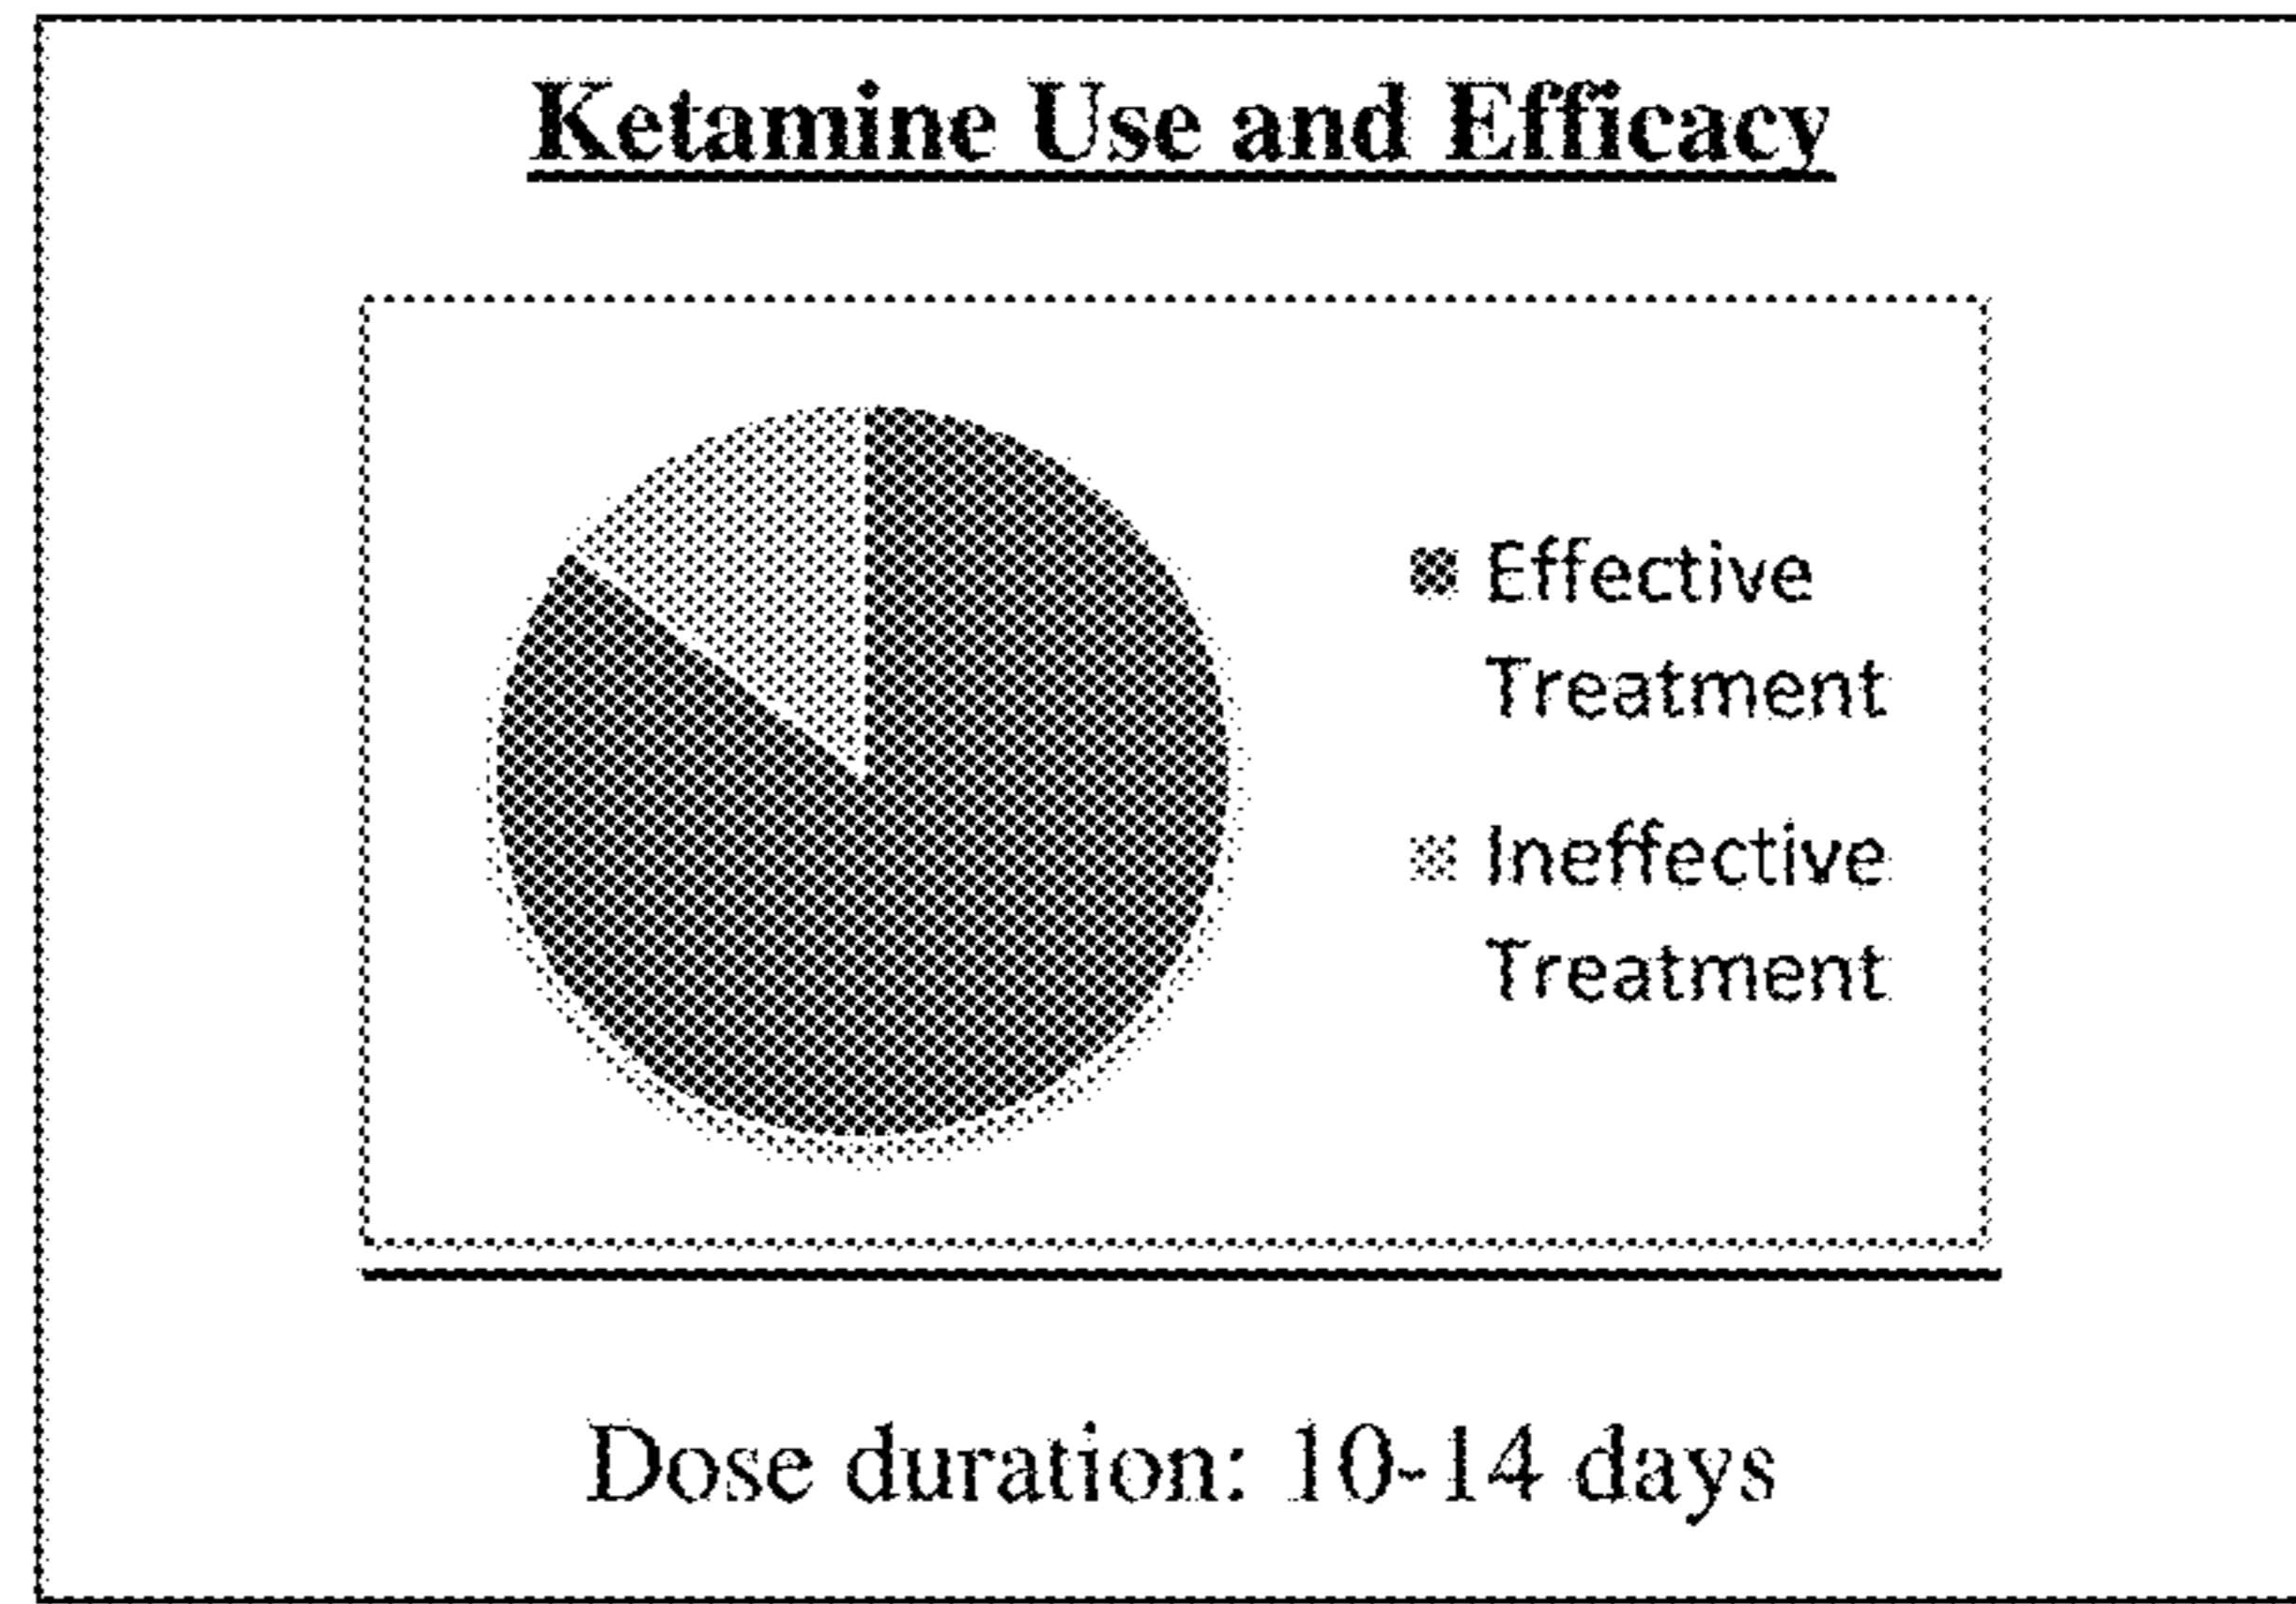 Ketamine Use and Efficacy
Effective
Treatment
Ineffective
Treatment
Dose duration: 10-14 days